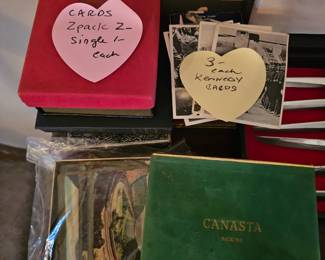 CARDS
2pack 2-
Single 1-
each
3-
each
Kennedy
CARDS
CANASTA